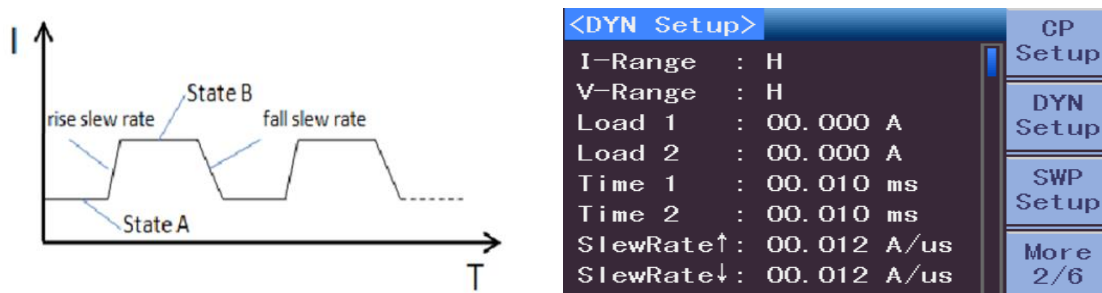 I
State B
rise slew rate
fall slew rate
State A
T
<DYN Setup>
I-Range : H
V-Range : H
Load 1 : 00.000 A
Load 2 : 00.000 A
Time 1 : 00.010 ms
Time 2 : 00.010 ms
SlewRate↑: 00.012 A/us
SlewRate↓: 00.012 A/us
CP
Setup
DYN
Setup
SWP
Setup
More
2/6